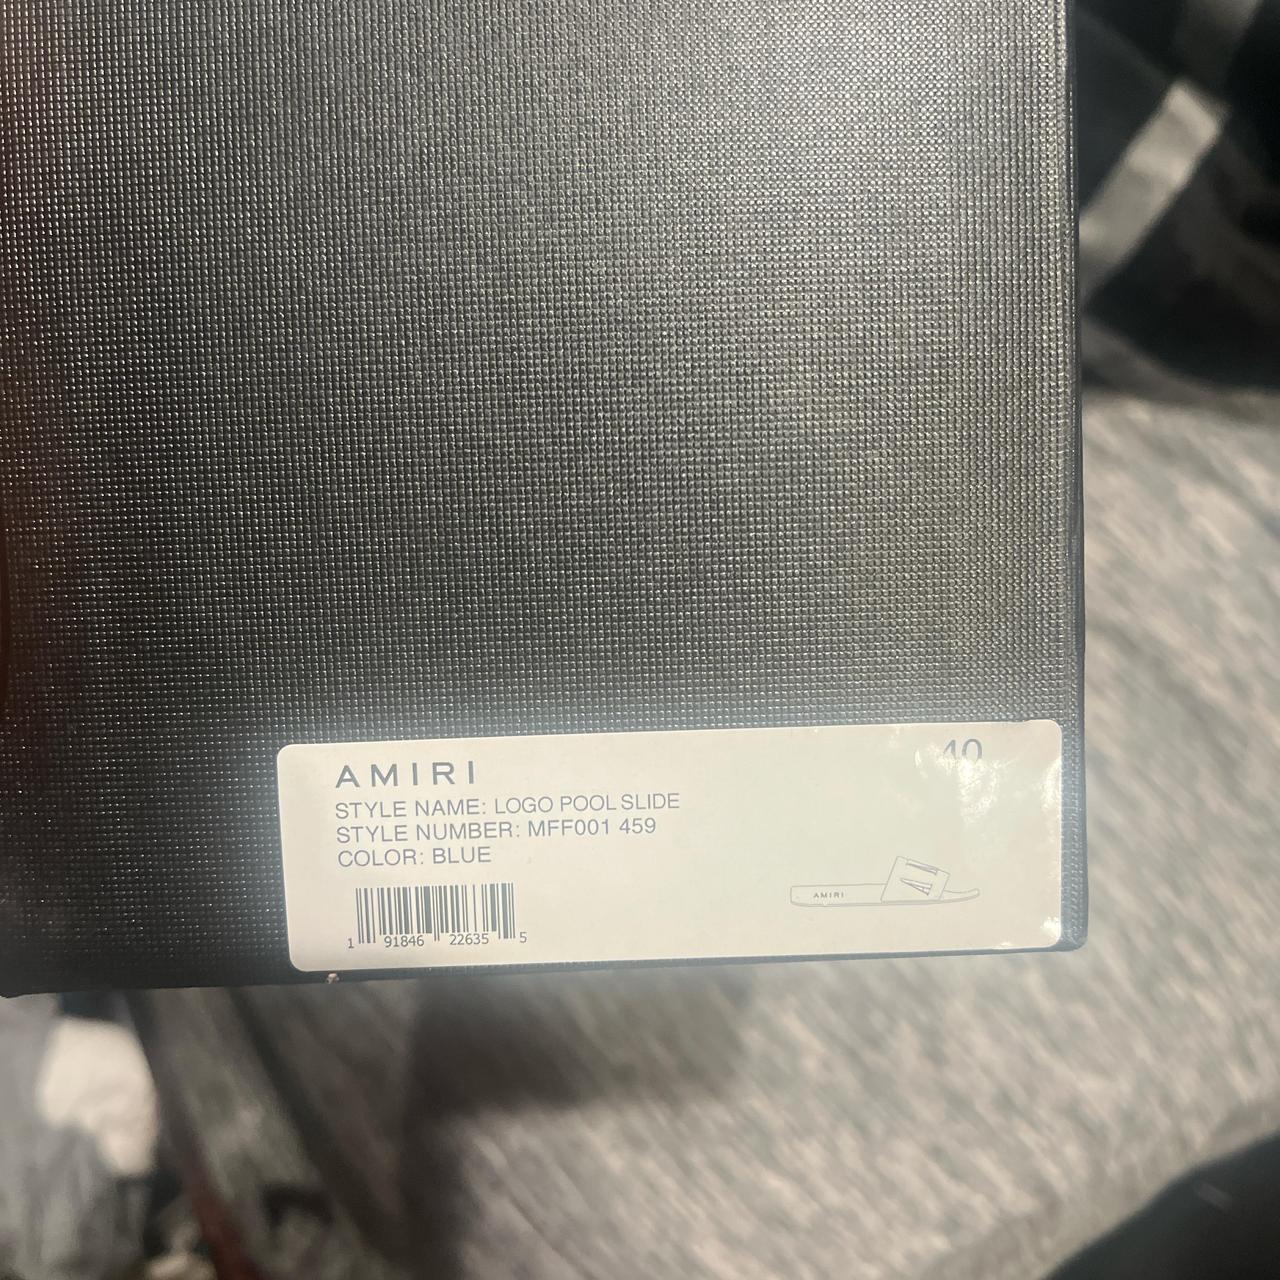 40
AMIRI
STYLE NAME: LOGO POOL SLIDE
STYLE NUMBER: MFF001 459
COLOR: BLUE
AMIRI
1 91846 22635 5